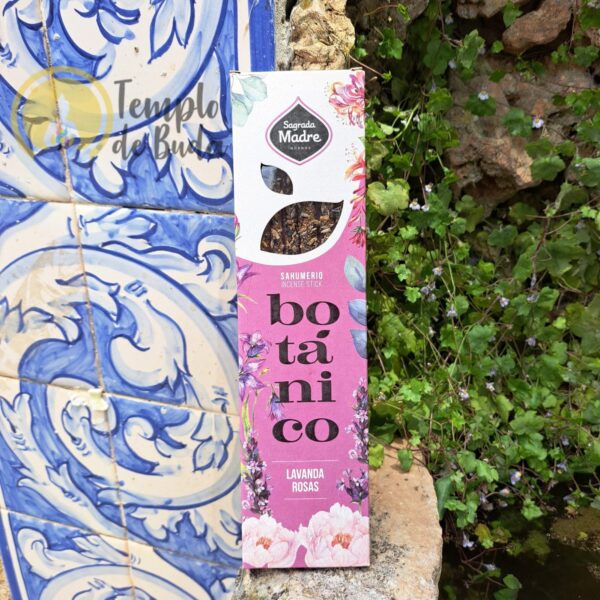 Templo
de Buda
Sagrada
Madre
INCENSE
SAHUMERIO
INCENSE STICK
bo
tá
ni
co
LAVANDA
ROSAS